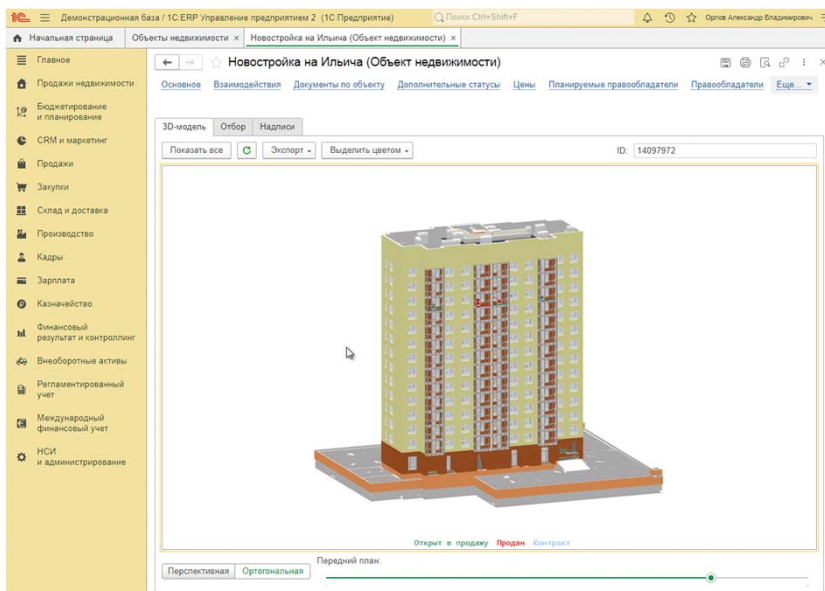 1С Демонстрационная база / 1С:ERP Управление предприятием 2 (1С:Предприятие) Поиск Ctrl+Shift+F Орлов Александр Владимирович
Начальная страница Объекты недвижимости × Новостройка на Ильича (Объект недвижимости) ×
Главное
Продажи недвижимости
Бюджетирование
и планирование
CRM и маркетинг
Продажи
Закупки
Склад и доставка
Производство
Кадры
Зарплата
Казначейство
Финансовый
результат и контроллинг
Внеоборотные активы
Регламентированный
учет
Международный
финансовый учет
НСИ
и администрирование
Новостройка на Ильича (Объект недвижимости)
Основное Взаимодействия Документы по объекту Дополнительные статусы Цены Планируемые правообладатели Правообладатели Еще...
3D-модель Отбор Надписи
Показать все Экспорт Выделить цветом ID: 14097972
Открыт в продажу Продан Контракт
Перспективная Ортогональная Передний план: